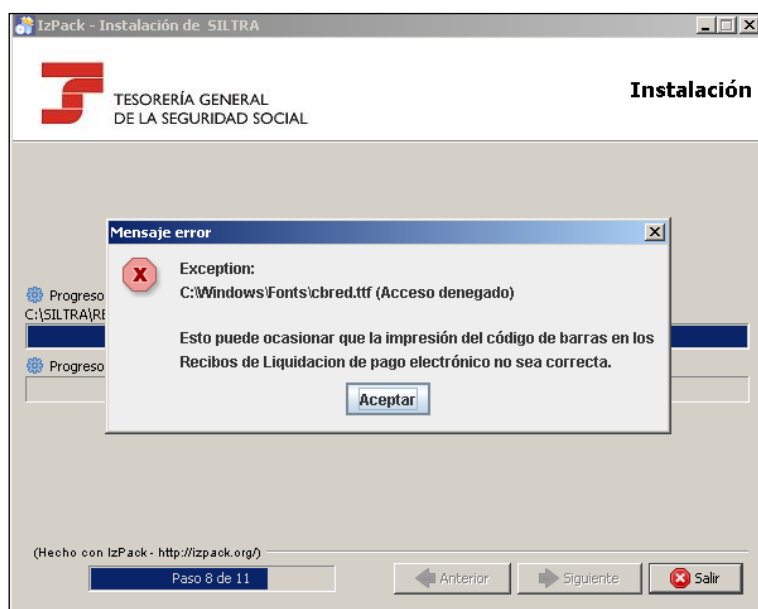 IzPack - Instalación de SILTRA
TESORERÍA GENERAL
DE LA SEGURIDAD SOCIAL
Instalación
Mensaje error
Exception:
C:\Windows\Fonts\cbred.ttf (Acceso denegado)
Esto puede ocasionar que la impresión del código de barras en los
Recibos de Liquidacion de pago electrónico no sea correcta.
Aceptar
Progreso
C:\SILTRA\RE
Progreso
(Hecho con IzPack - http://izpack.org/)
Paso 8 de 11
Anterior
Siguiente
Salir